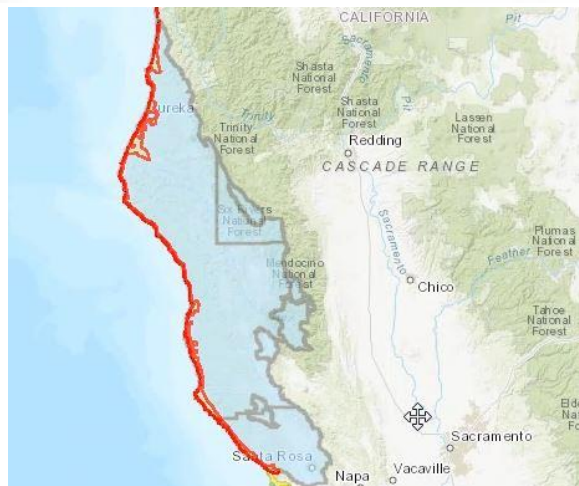 CALIFORNIA
Pit
Sacramento
Shasta
National
Forest
Shasta
National
Forest
Pit
Lassen
National
Forest
Eureka
Trinity
Trinity
National
Forest
Redding
CASCADE RANGE
Six Rivers
National
Forest
Sacramento
Plumas
National
Forest
Feather
Mendocino
National
Forest
Chico
Tahoe
National
Forest
Sacramento
Santa Rosa
Napa
Vacaville